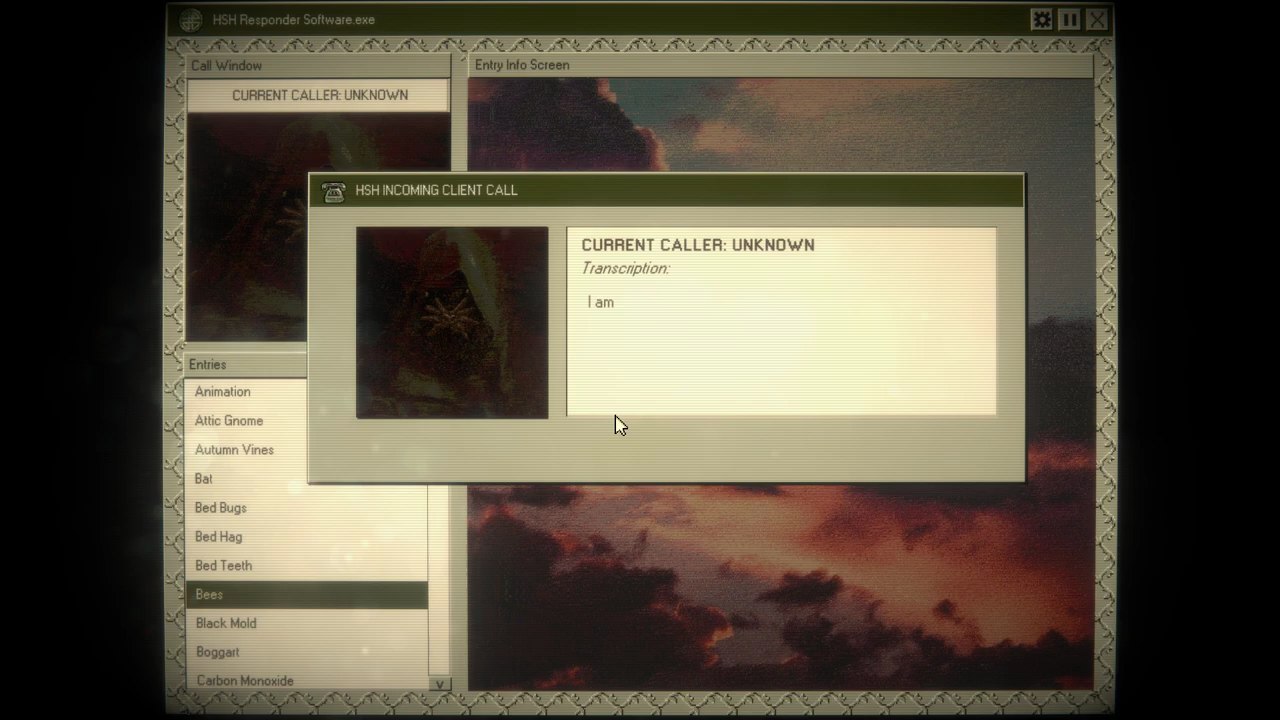 HSH Responder Software.exe
Call Window
CURRENT CALLER: UNKNOWN
Entry Info Screen
HSH INCOMING CLIENT CALL
CURRENT CALLER: UNKNOWN
Transcription:
I am
Entries
Animation
Attic Gnome
Autumn Vines
Bat
Bed Bugs
Bed Hag
Bed Teeth
Bees
Black Mold
Boggart
Carbon Monoxide
v